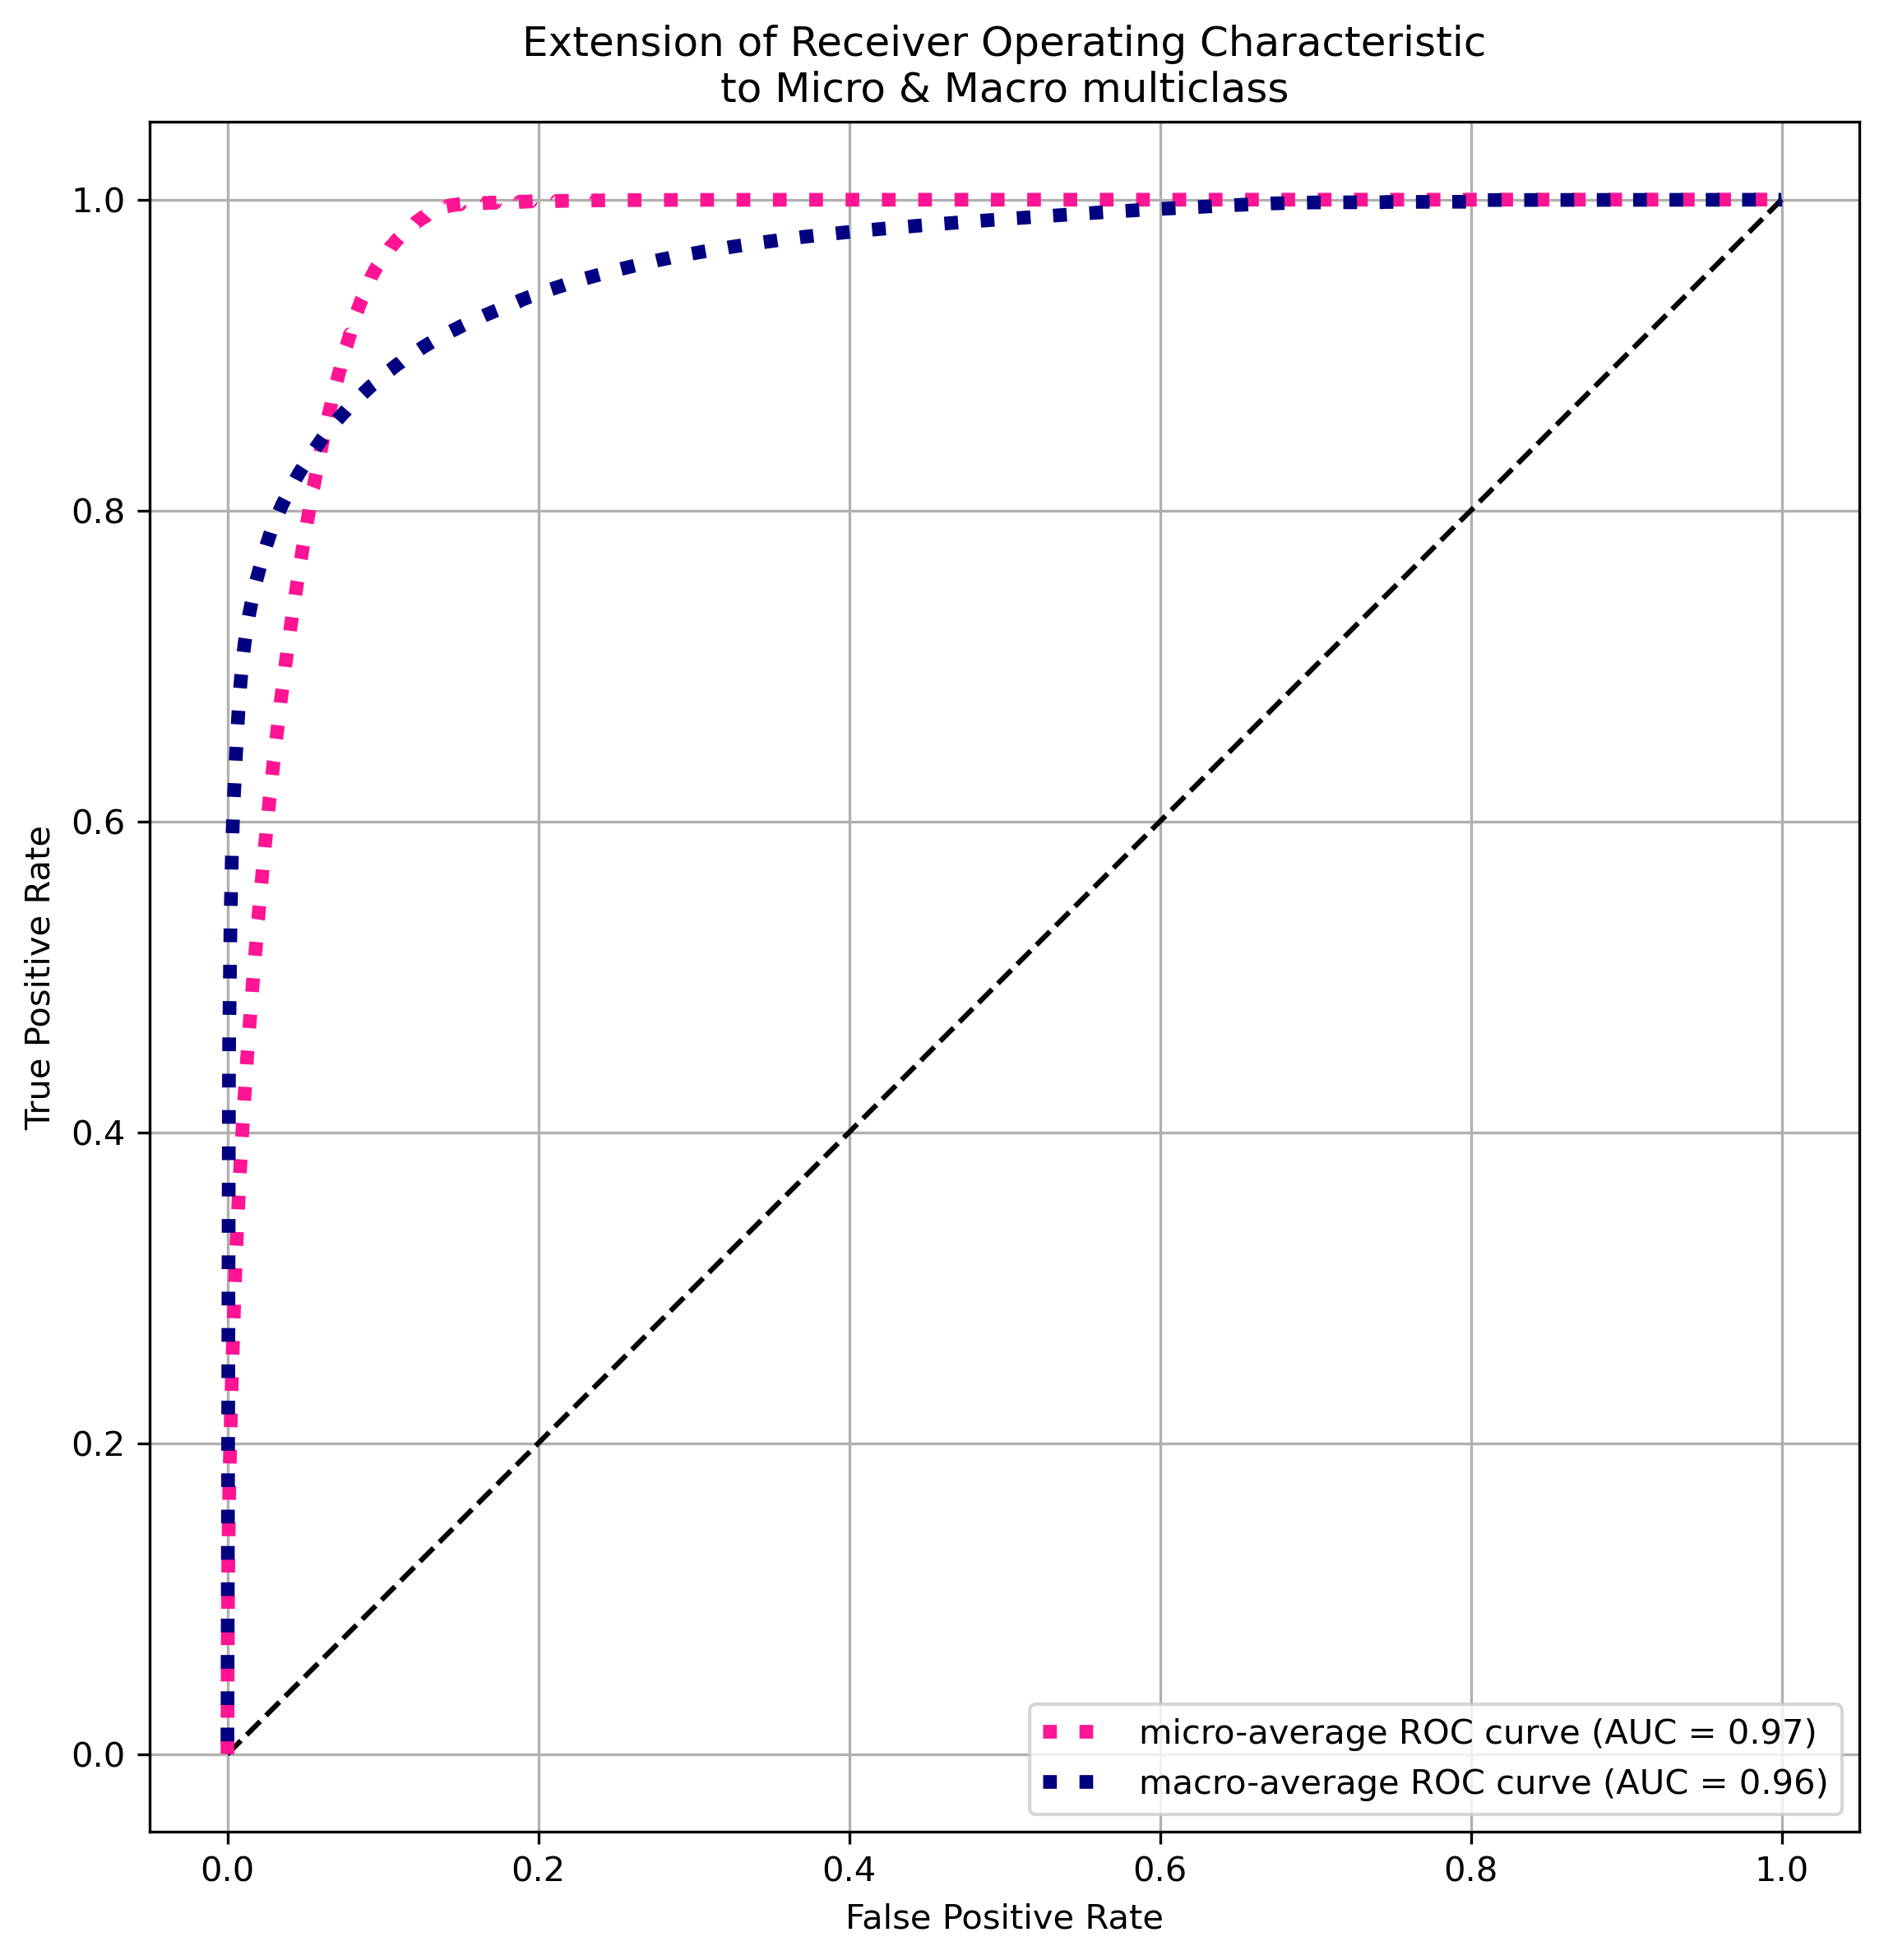 Extension of Receiver Operating Characteristic
to Micro & Macro multiclass
True Positive Rate
1.0
0.8
0.6
0.4
0.2
0.0
micro-average ROC curve (AUC = 0.97)
macro-average ROC curve (AUC = 0.96)
0.0 0.2 0.4 0.6 0.8 1.0
False Positive Rate